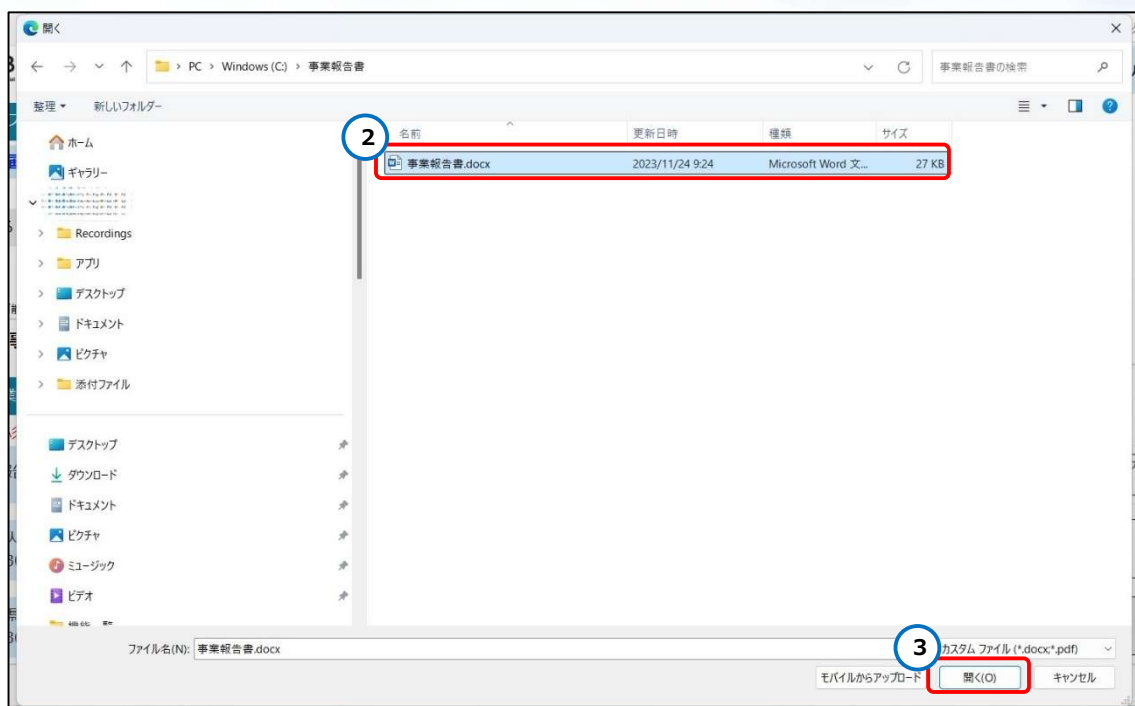 開く
PC > Windows (C:) > 事業報告書
事業報告書の検索
整理 新しいフォルダー
ホーム
ギャラリー
Recordings
アプリ
デスクトップ
ドキュメント
ピクチャ
添付ファイル
デスクトップ
ダウンロード
ドキュメント
ピクチャ
ミュージック
ビデオ
2
名前 更新日時 種類 サイズ
事業報告書.docx 2023/11/24 9:24 Microsoft Word 文... 27 KB
ファイル名(N): 事業報告書.docx
3
カスタム ファイル (*.docx;*.pdf)
モバイルからアップロード 開く(O) キャンセル